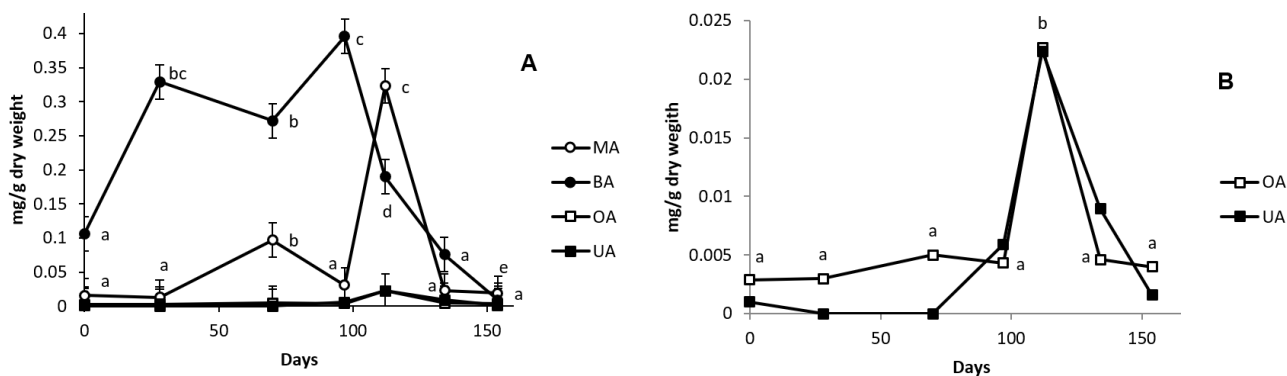 A
mg/g dry weight
0.4
0.35
0.3
0.25
0.2
0.15
0.1
0.05
0
a
a
bc
a
b
b
c
a
c
d
a
a
e
a
0 50 100 150
Days
MA
BA
OA
UA
B
mg/g dry wegith
0.025
0.02
0.015
0.01
0.005
0
a
a
a
a
b
a
a
0 50 100 150
Days
OA
UA